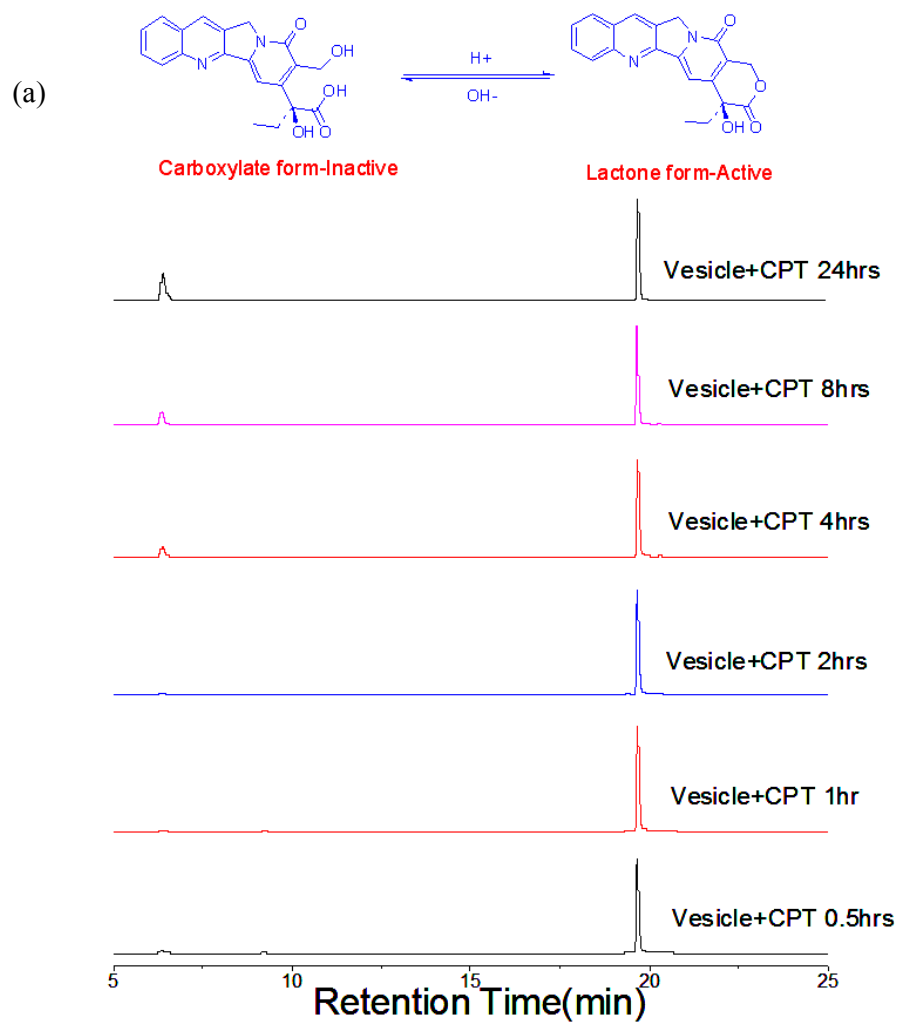 (a)
O
N
OH
N
OH
OH
O
H+
OH-
O
N
N
O
OH
O
Carboxylate form-Inactive
Lactone form-Active
Vesicle+CPT 24hrs
Vesicle+CPT 8hrs
Vesicle+CPT 4hrs
Vesicle+CPT 2hrs
Vesicle+CPT 1hr
Vesicle+CPT 0.5hrs
5 10 15 20 25
Retention Time(min)